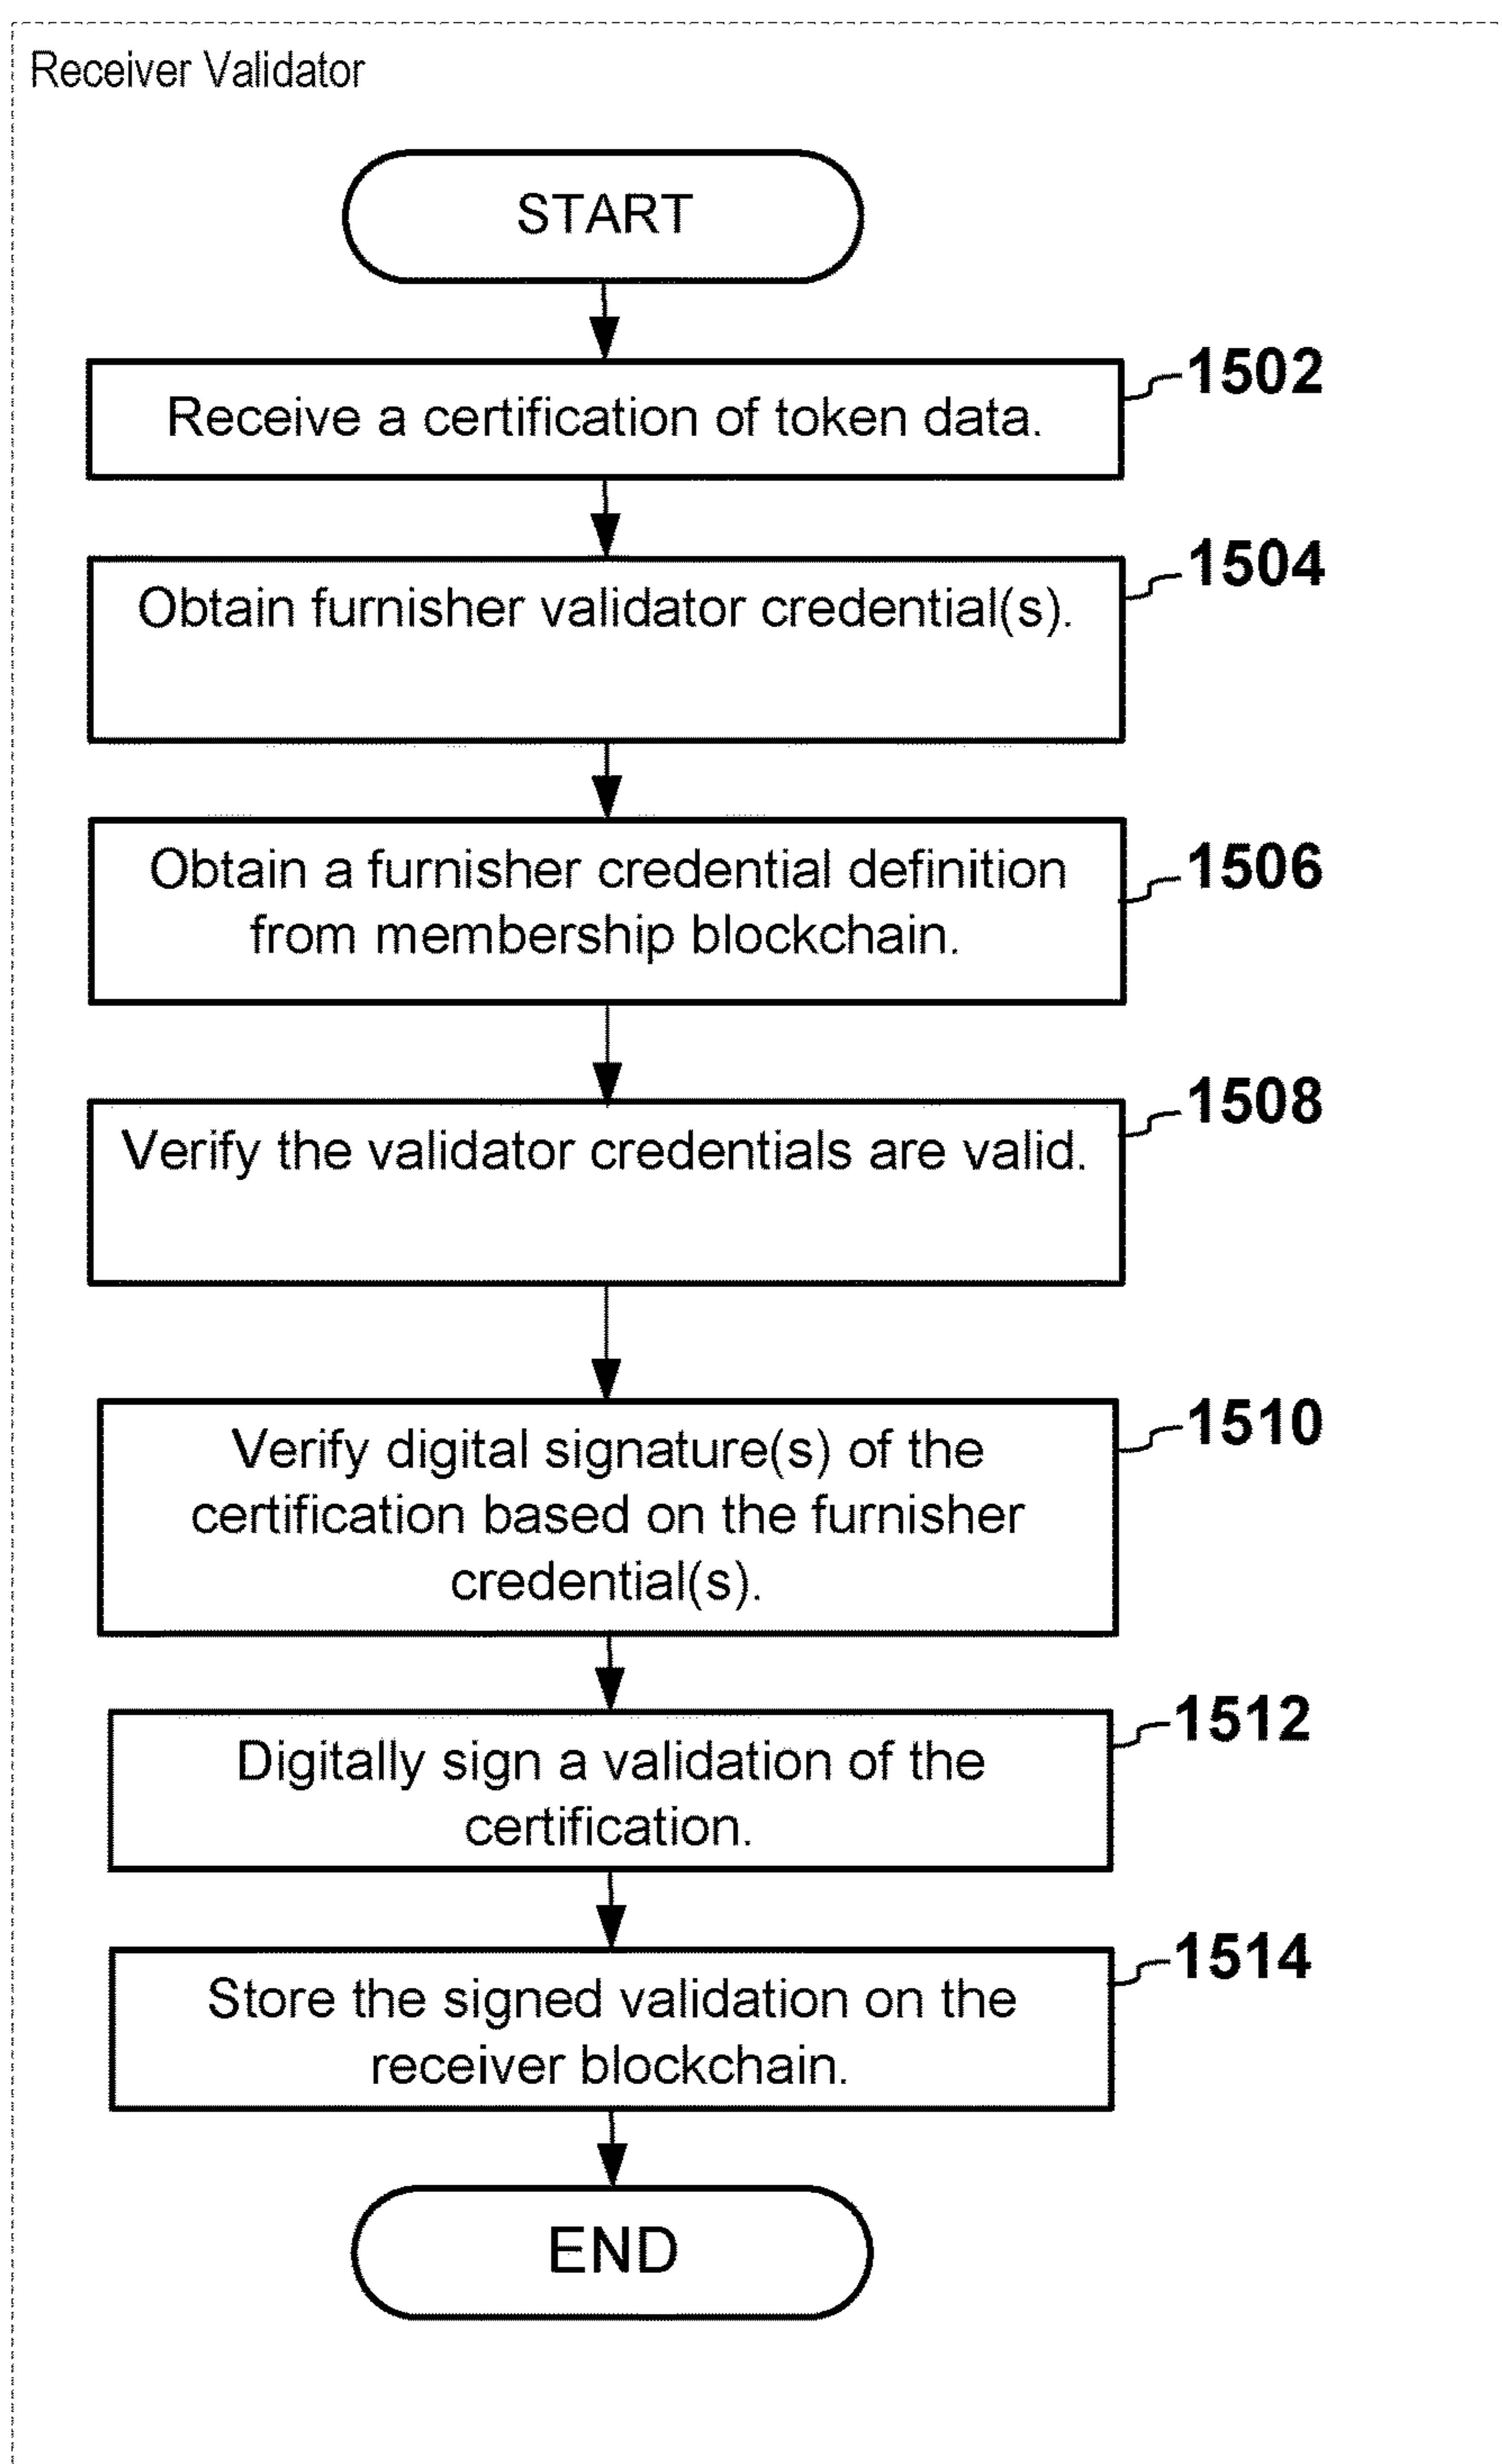 Receiver Validator
START
1502
Receive a certification of token data.
1504
Obtain furnisher validator credential(s).
1506
Obtain a furnisher credential definition
from membership blockchain.
1508
Verify the validator credentials are valid.
1510
Verify digital signature(s) of the
certification based on the furnisher
credential(s).
1512
Digitally sign a validation of the
certification.
1514
Store the signed validation on the
receiver blockchain.
END